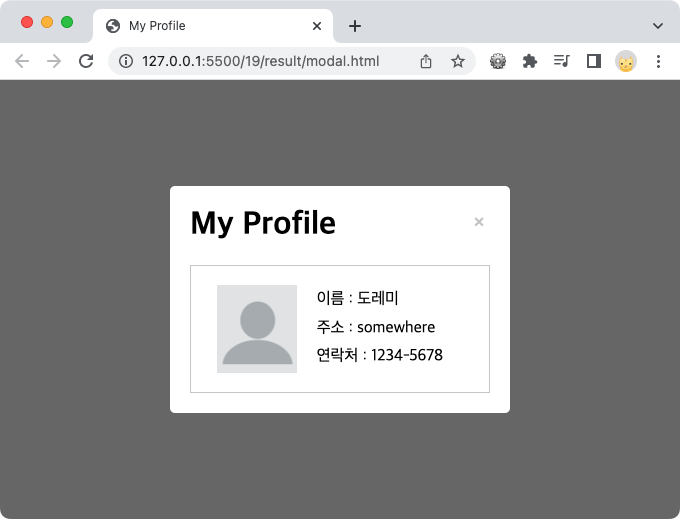 My Profile
127.0.0.1:5500/19/result/modal.html
My Profile
×
이름 : 도레미
주소 : somewhere
연락처 : 1234-5678